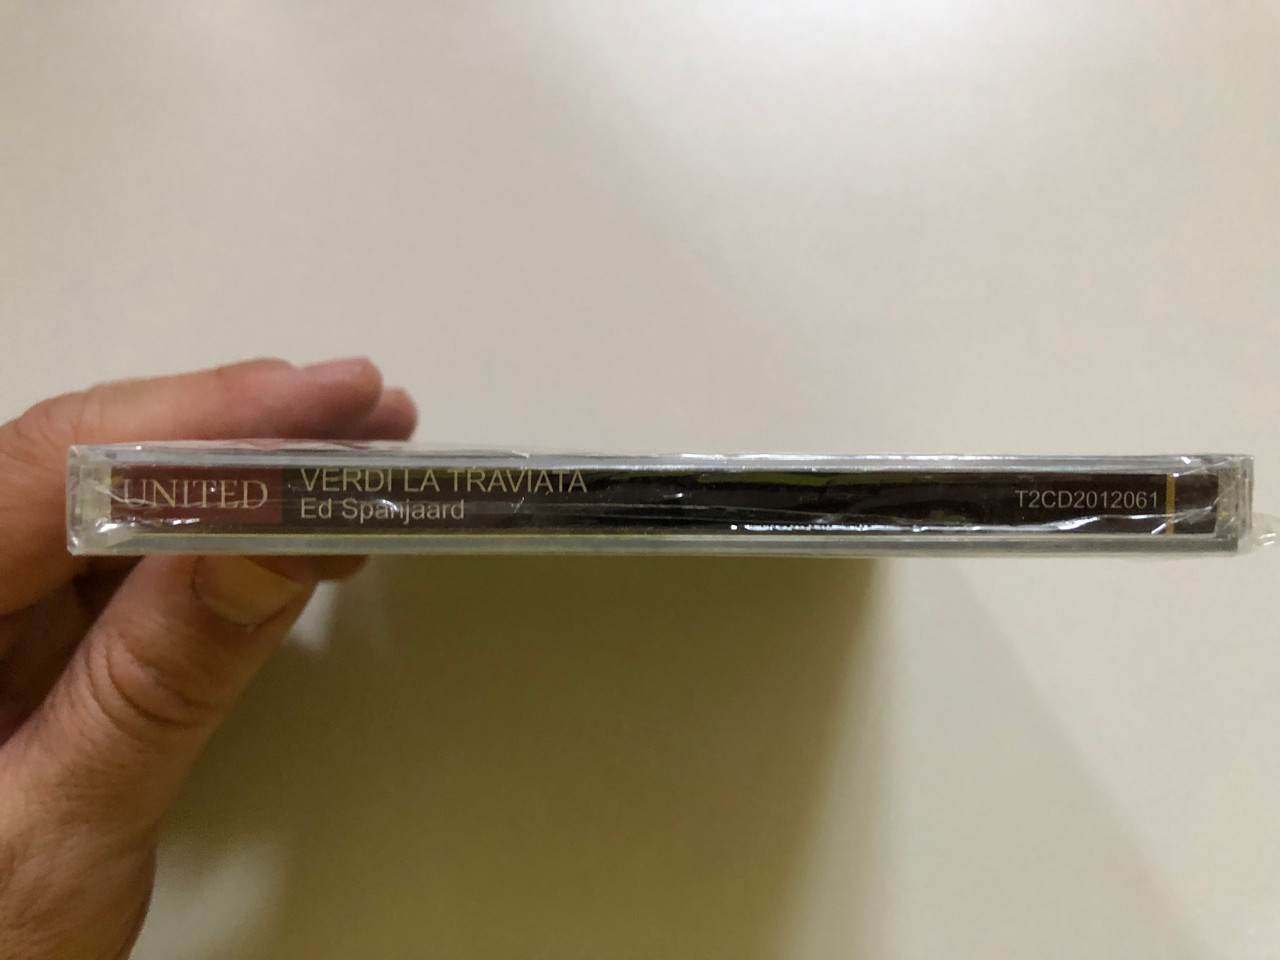 UNITED
VERDI LA TRAVIATA
Ed Spanjaard
T2CD2012061